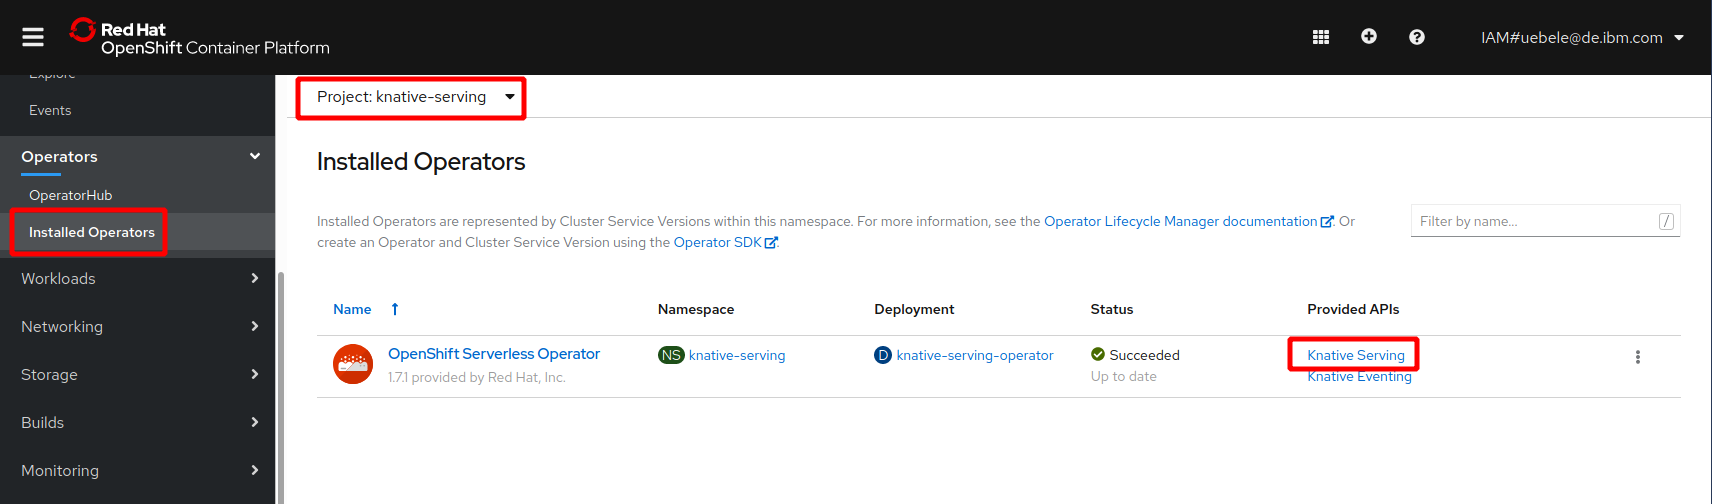 Red Hat
OpenShift Container Platform
IAM#uebele@de.ibm.com
Explore
Events
Operators
OperatorHub
Installed Operators
Workloads
Networking
Storage
Builds
Monitoring
Project: knative-serving
Installed Operators
Installed Operators are represented by Cluster Service Versions within this namespace. For more information, see the Operator Lifecycle Manager documentation. Or
create an Operator and Cluster Service Version using the Operator SDK.
Filter by name...
/
Name Namespace Deployment Status Provided APIs
OpenShift Serverless Operator NS knative-serving D knative-serving-operator Succeeded Knative Serving
1.7.1 provided by Red Hat, Inc. Up to date Knative Eventing